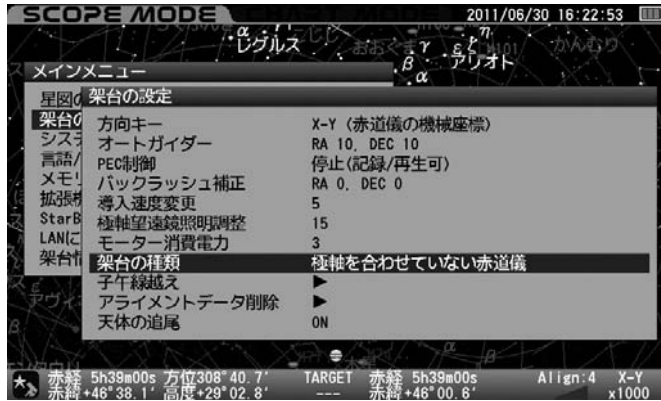 SCOPE MODE 2011/06/30 16:22:53
α
レグルス
こじし
おおぐま
γ
ε ζ
η
M101
かんむり
β
アリオト
α
メインメニュー
星図の
架台の設定
架台の
方向キー X-Y (赤道儀の機械座標)
システ
オートガイダー RA 10, DEC 10
言語/
PEC制御 停止(記録/再生可)
メモリ
バックラッシュ補正 RA 0, DEC 0
拡張機
導入速度変更 5
StarB
極軸望遠鏡照明調整 15
LAN(こ
モーター消費電力 3
架台情
架台の種類 極軸を合わせていない赤道儀
子午線越え ▶
アライメントデータ削除 ▶
天体の追尾 ON
赤経 5h39m00s 方位308°40.7' TARGET 赤経 5h39m00s Align:4 X-Y
赤緯+46°38.1' 高度+29°02.8' --- 赤緯+46°00.6' x1000